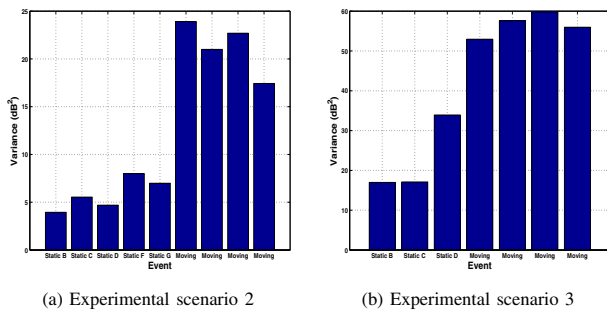 25
20
15
10
5
0
Variance (dB²)
Static B Static C Static D Static F Static G Moving Moving Moving Moving
Event
(a) Experimental scenario 2
60
50
40
30
20
10
0
Variance (dB²)
Static B Static C Static D Moving Moving Moving Moving
Event
(b) Experimental scenario 3